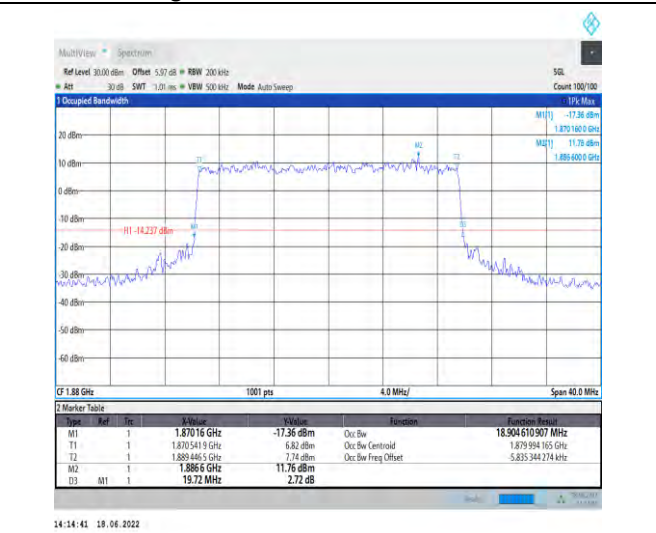 MultiView Spectrum
Ref Level 30.00 dBm Offset 5.97 dB RBW 200 kHz SGL
Att 30 dB SWT 1.01 ms VBW 500 kHz Mode Auto Sweep Count 100/100
1 Occupied Bandwidth 1Pk Max
M1[1] -17.36 dBm
1.870 160 0 GHz
M2[1] 11.76 dBm
1.886 600 0 GHz
20 dBm
M2
10 dBm
T1 T2
0 dBm
-10 dBm
H1 -14.237 dBm
M1
D3
-20 dBm
-30 dBm
-40 dBm
-50 dBm
-60 dBm
CF 1.88 GHz 1001 pts 4.0 MHz/ Span 40.0 MHz
2 Marker Table
Type Ref Trc X-Value Y-Value Function Function Result
M1 1 1.87016 GHz -17.36 dBm Occ Bw 18.904 610 907 MHz
T1 1 1.870 541 9 GHz 6.82 dBm Occ Bw Centroid 1.879 994 165 GHz
T2 1 1.889 446 5 GHz 7.74 dBm Occ Bw Freq Offset -5.835 344 274 kHz
M2 1 1.8866 GHz 11.76 dBm
D3 M1 1 19.72 MHz 2.72 dB
14:14:41 18.06.2022